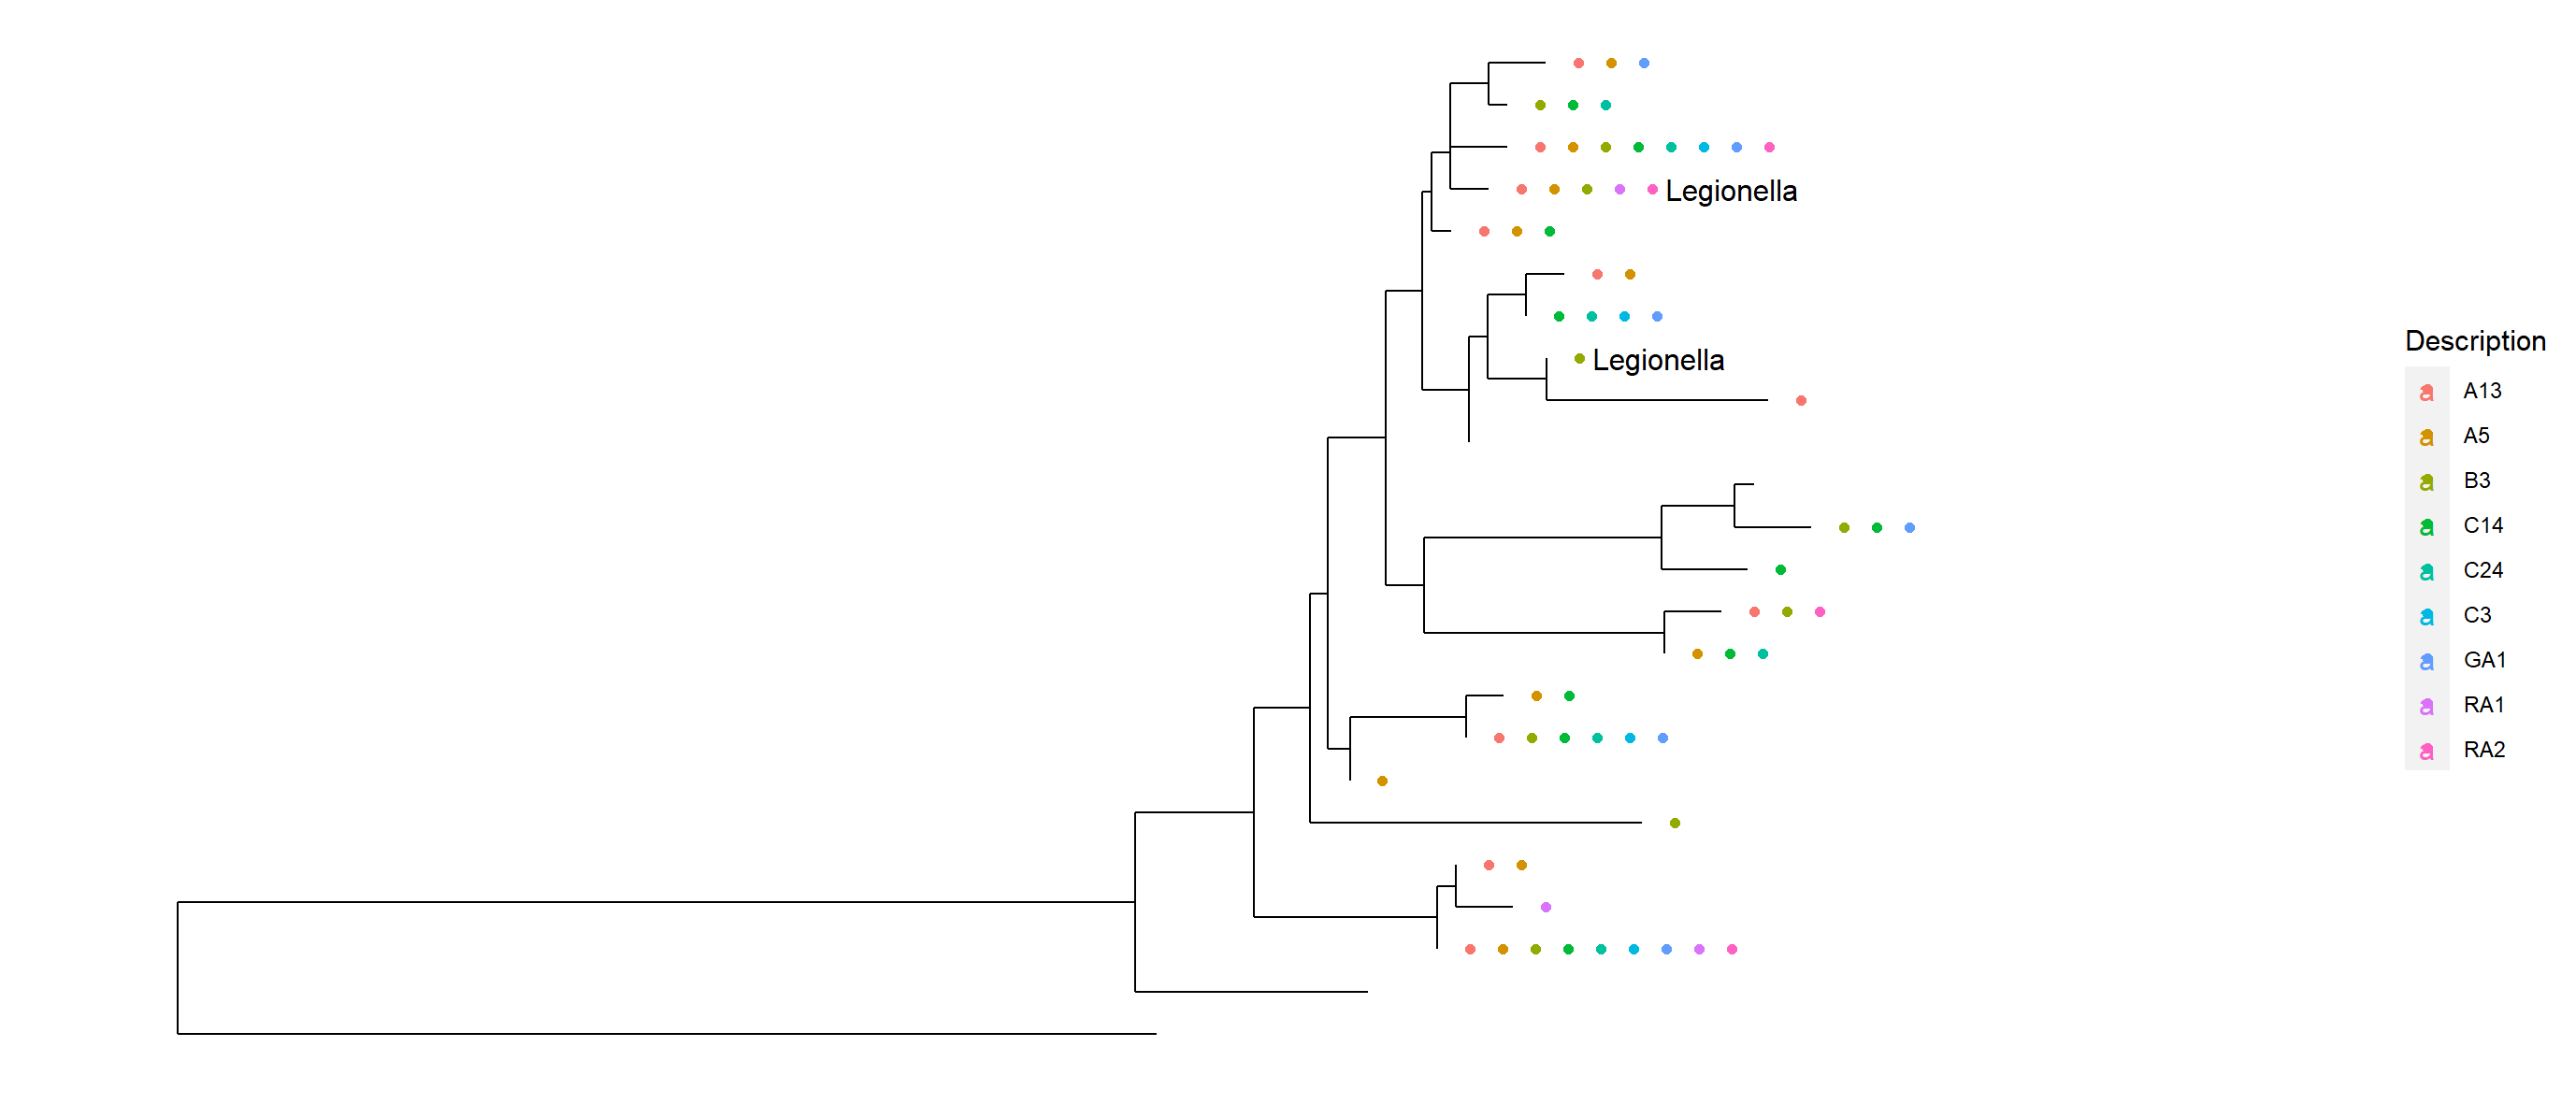 Legionella
Legionella
Description
a A13
a A5
a B3
a C14
a C24
a C3
a GA1
a RA1
a RA2